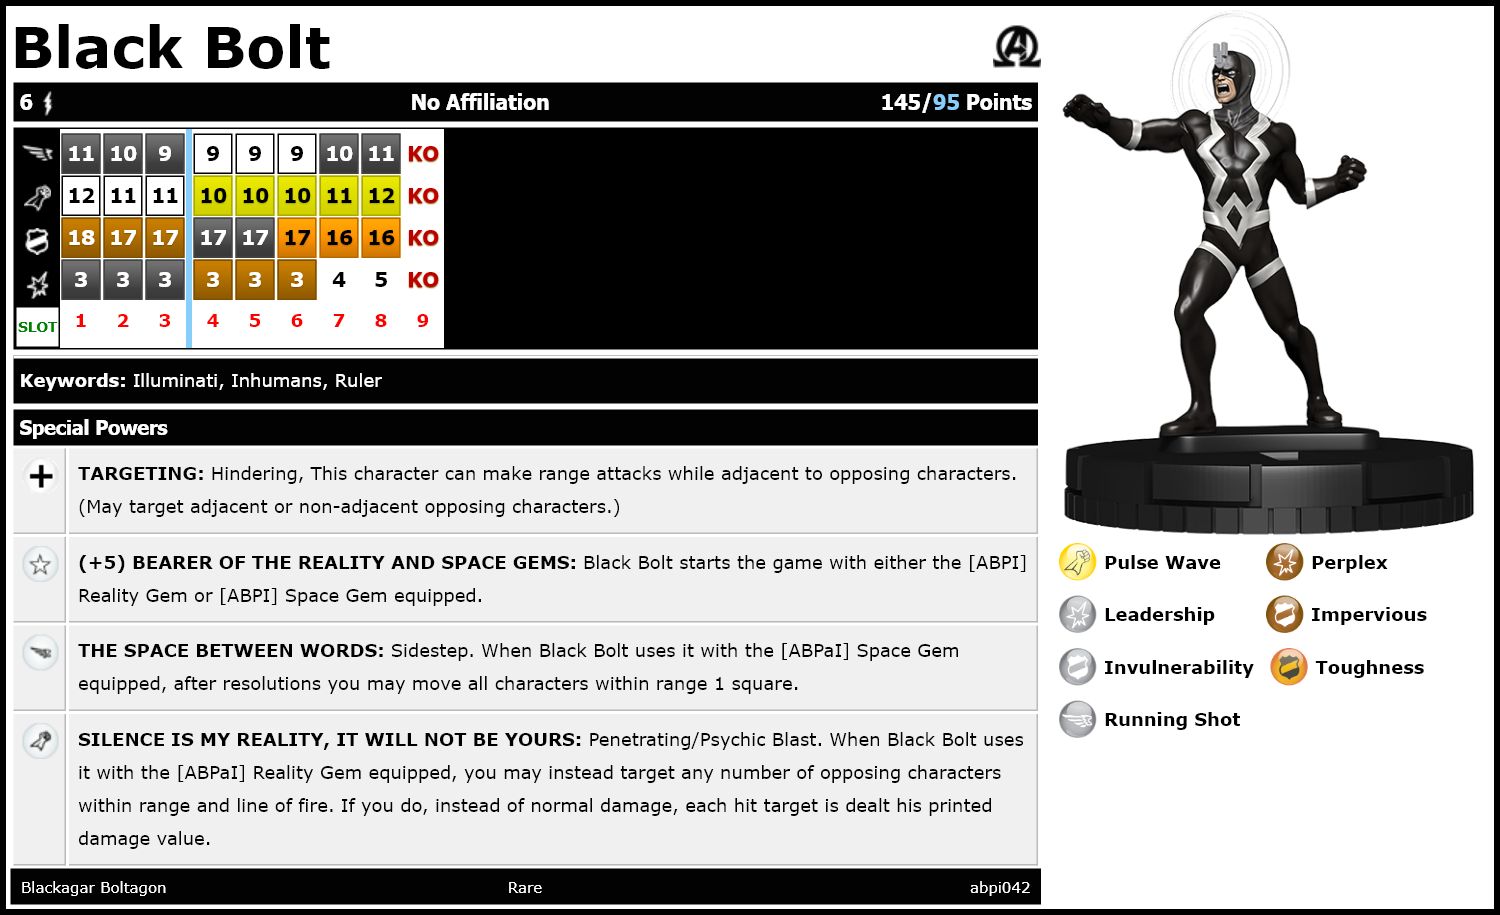 Black Bolt
6 No Affiliation 145/95 Points
11 10 9 9 9 9 10 11 KO
12 11 11 10 10 10 11 12 KO
18 17 17 17 17 17 16 16 KO
3 3 3 3 3 3 4 5 KO
SLOT 1 2 3 4 5 6 7 8 9
Keywords: Illuminati, Inhumans, Ruler
Special Powers
TARGETING: Hindering, This character can make range attacks while adjacent to opposing characters.
(May target adjacent or non-adjacent opposing characters.)
(+5) BEARER OF THE REALITY AND SPACE GEMS: Black Bolt starts the game with either the [ABPI]
Reality Gem or [ABPI] Space Gem equipped.
THE SPACE BETWEEN WORDS: Sidestep. When Black Bolt uses it with the [ABPaI] Space Gem
equipped, after resolutions you may move all characters within range 1 square.
SILENCE IS MY REALITY, IT WILL NOT BE YOURS: Penetrating/Psychic Blast. When Black Bolt uses
it with the [ABPaI] Reality Gem equipped, you may instead target any number of opposing characters
within range and line of fire. If you do, instead of normal damage, each hit target is dealt his printed
damage value.
Blackagar Boltagon Rare abpi042
Pulse Wave Perplex
Leadership Impervious
Invulnerability Toughness
Running Shot